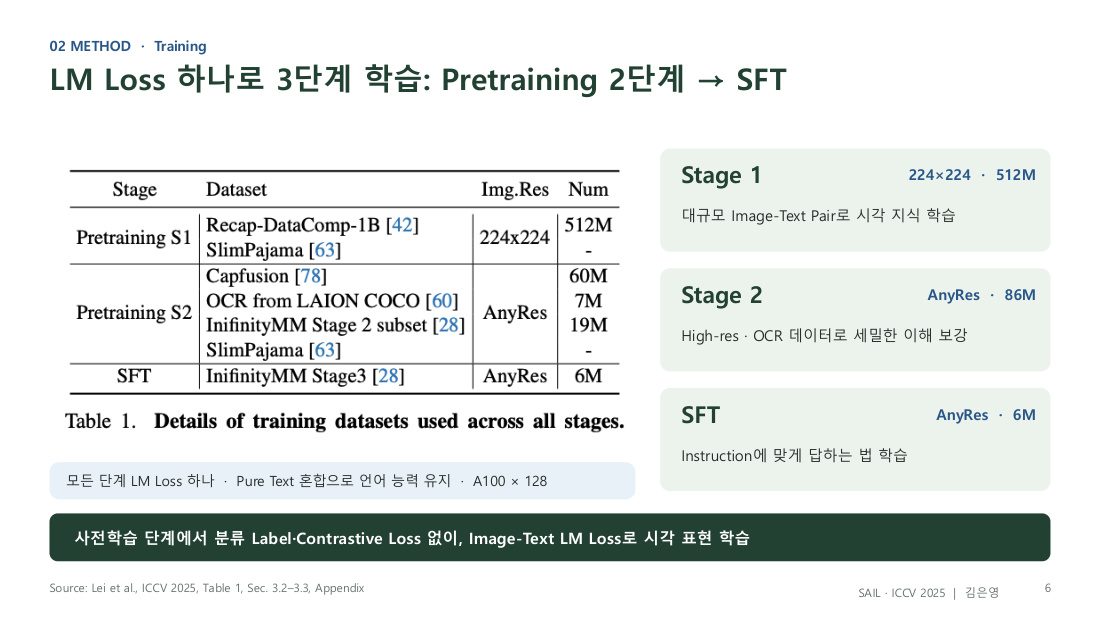 02 METHOD · Training
LM Loss 하나로 3단계 학습: Pretraining 2단계 → SFT
Stage Dataset Img.Res Num
Pretraining S1 Recap-DataComp-1B [42] 224x224 512M
SlimPajama [63] -
Pretraining S2 Capfusion [78] AnyRes 60M
OCR from LAION COCO [60] 7M
InifinityMM Stage 2 subset [28] 19M
SlimPajama [63] -
SFT InifinityMM Stage3 [28] AnyRes 6M
Table 1. Details of training datasets used across all stages.
모든 단계 LM Loss 하나 · Pure Text 혼합으로 언어 능력 유지 · A100 × 128
Stage 1 224×224 · 512M
대규모 Image-Text Pair로 시각 지식 학습
Stage 2 AnyRes · 86M
High-res · OCR 데이터로 세밀한 이해 보강
SFT AnyRes · 6M
Instruction에 맞게 답하는 법 학습
사전학습 단계에서 분류 Label·Contrastive Loss 없이, Image-Text LM Loss로 시각 표현 학습
Source: Lei et al., ICCV 2025, Table 1, Sec. 3.2–3.3, Appendix
SAIL · ICCV 2025 | 김은영 6